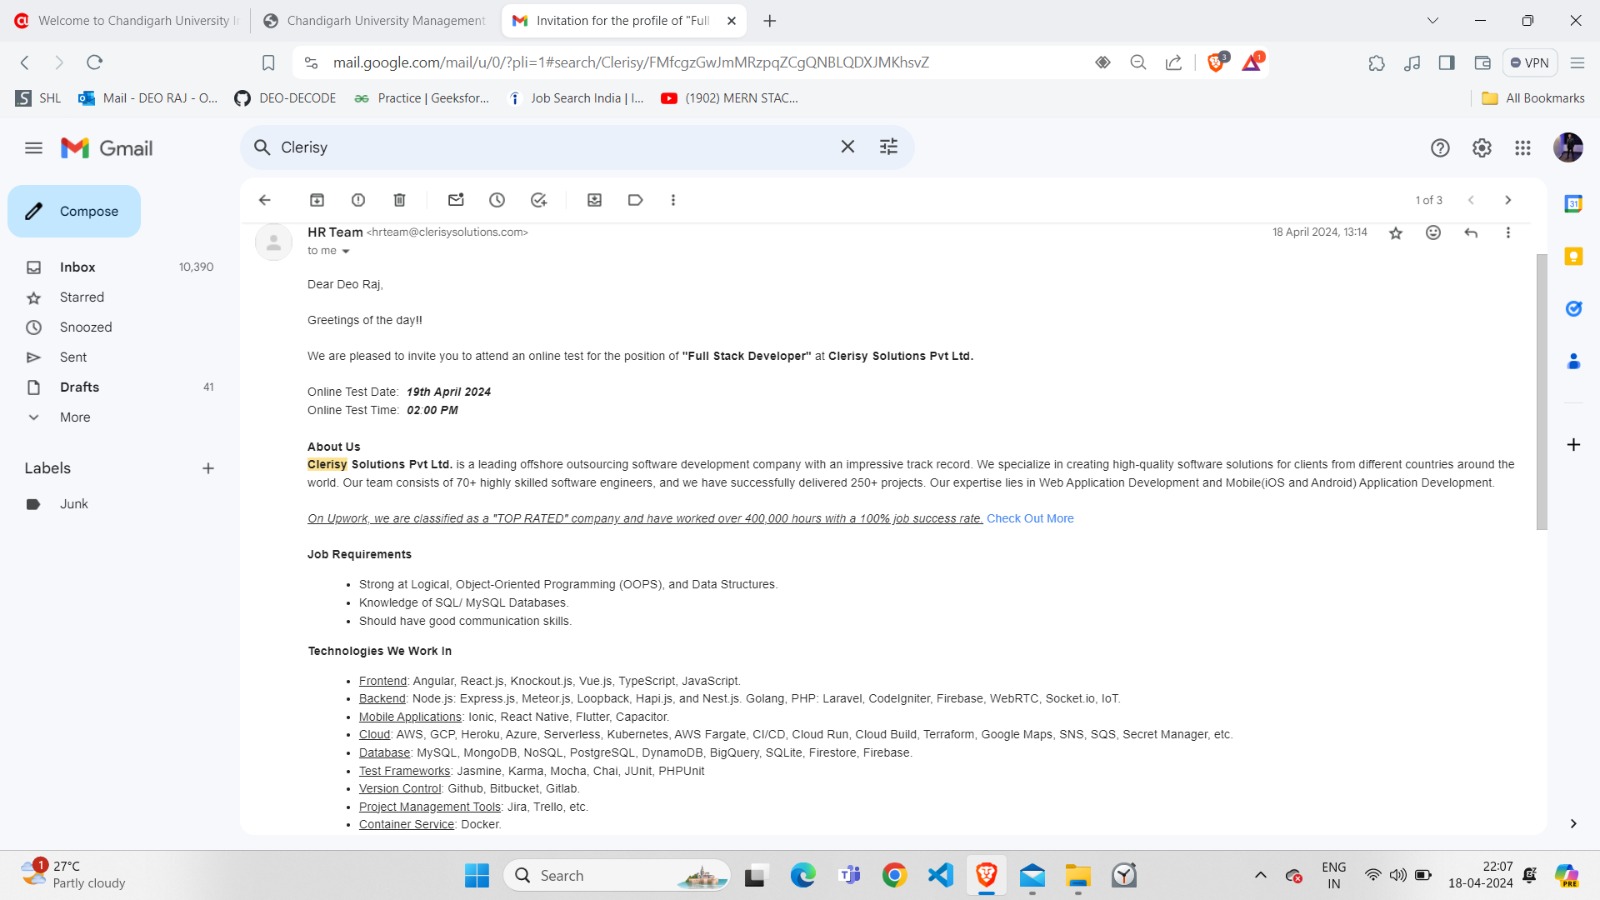 Welcome to Chandigarh University I
Chandigarh University Management
Invitation for the profile of "Full
mail.google.com/mail/u/0/?pli=1#search/Clerisy/FMfcgzGwJmMRzpqZCgQNBLQDXJMKhsvZ
3
1
VPN
SHL
Mail - DEO RAJ - O...
DEO-DECODE
Practice | Geeksfor...
Job Search India | I...
(1902) MERN STAC...
All Bookmarks
Gmail
Clerisy
Compose
1 of 3
Inbox 10,390
Starred
Snoozed
Sent
Drafts 41
More
Labels
Junk
HR Team <hrteam@clerisysolutions.com>
18 April 2024, 13:14
to me
Dear Deo Raj,
Greetings of the day!!
We are pleased to invite you to attend an online test for the position of "Full Stack Developer" at Clerisy Solutions Pvt Ltd.
Online Test Date: 19th April 2024
Online Test Time: 02:00 PM
About Us
Clerisy Solutions Pvt Ltd. is a leading offshore outsourcing software development company with an impressive track record. We specialize in creating high-quality software solutions for clients from different countries around the
world. Our team consists of 70+ highly skilled software engineers, and we have successfully delivered 250+ projects. Our expertise lies in Web Application Development and Mobile(iOS and Android) Application Development.
On Upwork, we are classified as a "TOP RATED" company and have worked over 400,000 hours with a 100% job success rate. Check Out More
Job Requirements
• Strong at Logical, Object-Oriented Programming (OOPS), and Data Structures.
• Knowledge of SQL/ MySQL Databases.
• Should have good communication skills.
Technologies We Work In
• Frontend: Angular, React.js, Knockout.js, Vue.js, TypeScript, JavaScript.
• Backend: Node.js: Express.js, Meteor.js, Loopback, Hapi.js, and Nest.js. Golang, PHP: Laravel, CodeIgniter, Firebase, WebRTC, Socket.io, IoT.
• Mobile Applications: Ionic, React Native, Flutter, Capacitor.
• Cloud: AWS, GCP, Heroku, Azure, Serverless, Kubernetes, AWS Fargate, CI/CD, Cloud Run, Cloud Build, Terraform, Google Maps, SNS, SQS, Secret Manager, etc.
• Database: MySQL, MongoDB, NoSQL, PostgreSQL, DynamoDB, BigQuery, SQLite, Firestore, Firebase.
• Test Frameworks: Jasmine, Karma, Mocha, Chai, JUnit, PHPUnit
• Version Control: Github, Bitbucket, Gitlab.
• Project Management Tools: Jira, Trello, etc.
• Container Service: Docker.
31
1
27°C
Partly cloudy
Search
ENG
IN
22:07
18-04-2024
PRE